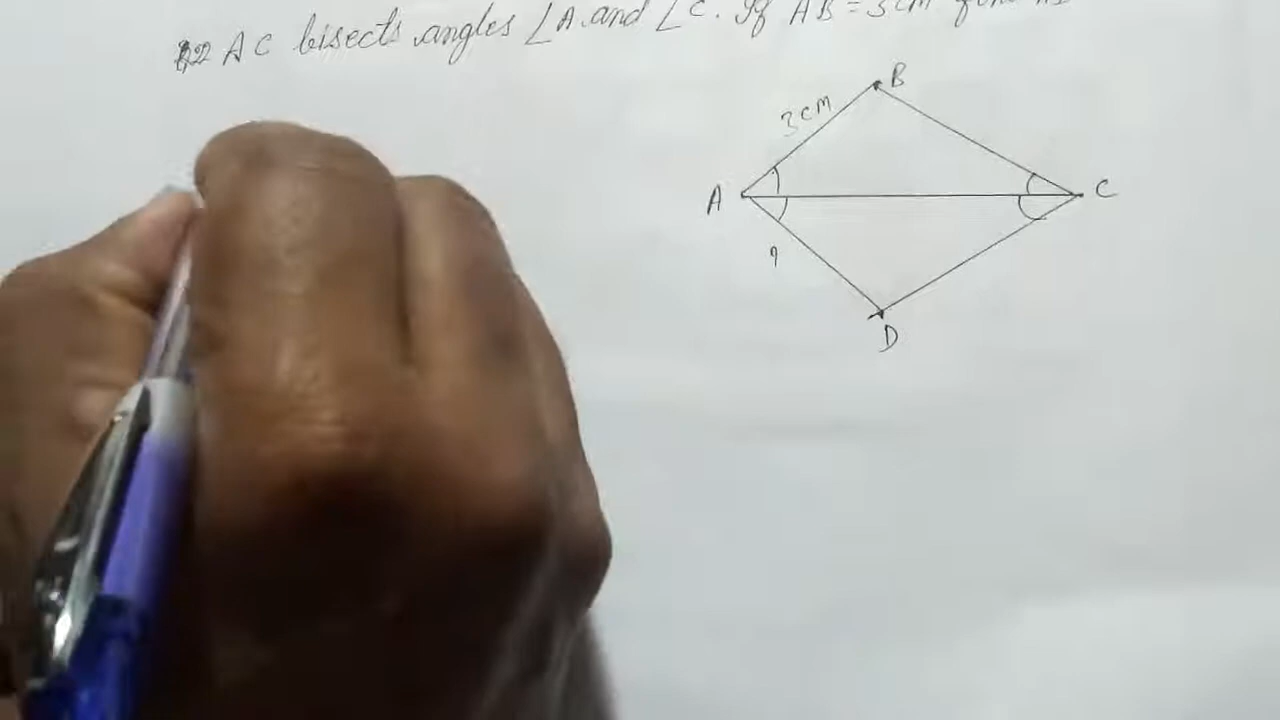 AC bisects angles ∠A and ∠C. If AB = 3cm
B
3cm
A
C
?
D